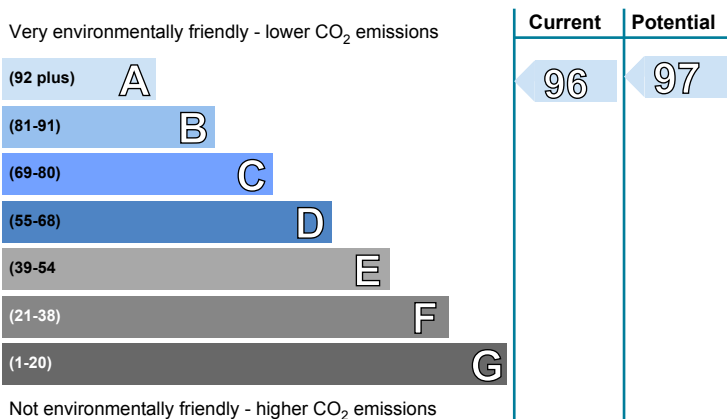 Very environmentally friendly - lower CO2 emissions
Current
Potential
(92 plus) A
96
97
(81-91) B
(69-80) C
(55-68) D
(39-54 E
(21-38) F
(1-20) G
Not environmentally friendly - higher CO2 emissions